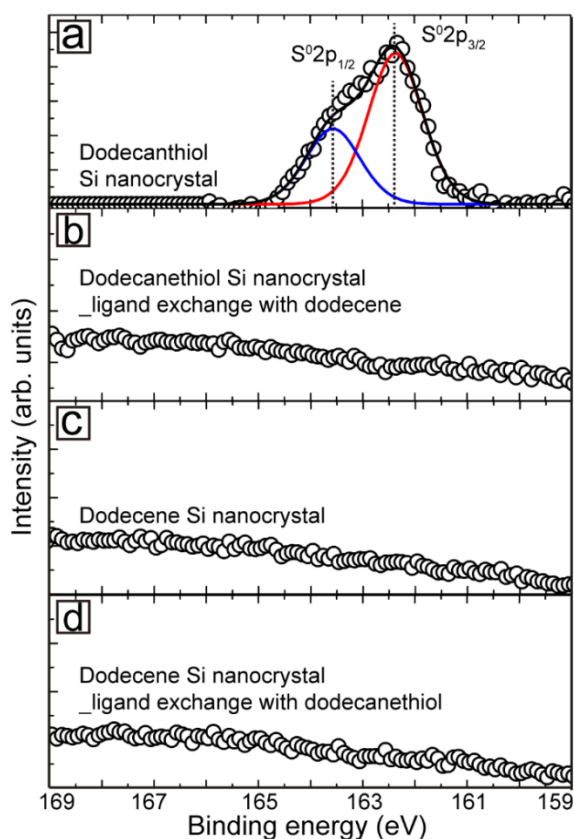 a
S⁰2p₁/₂
S⁰2p₃/₂
Dodecanthiol
Si nanocrystal
b
Dodecanethiol Si nanocrystal
_ligand exchange with dodecene
c
Dodecene Si nanocrystal
d
Dodecene Si nanocrystal
_ligand exchange with dodecanethiol
Intensity (arb. units)
169 167 165 163 161 159
Binding energy (eV)